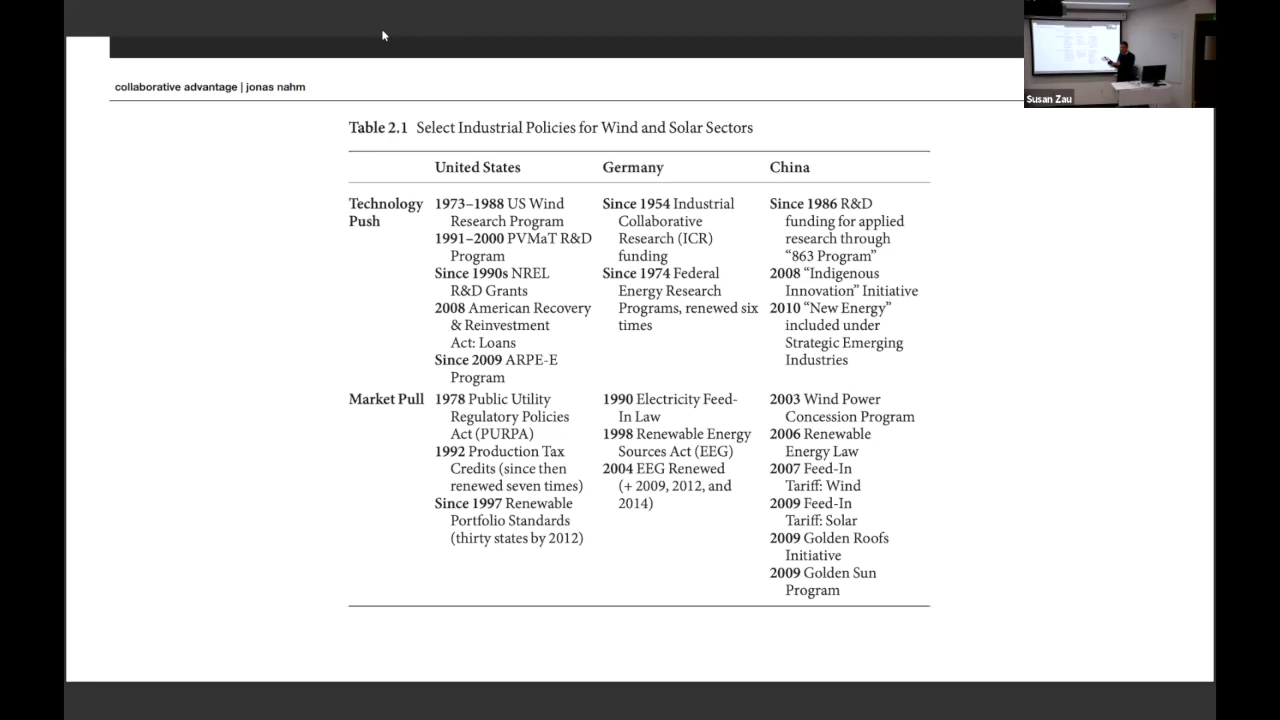 collaborative advantage | jonas nahm
Susan Zau
Table 2.1 Select Industrial Policies for Wind and Solar Sectors
United States Germany China
Technology Push
1973–1988 US Wind
Research Program
1991–2000 PVMaT R&D
Program
Since 1990s NREL
R&D Grants
2008 American Recovery
& Reinvestment
Act: Loans
Since 2009 ARPE-E
Program
Since 1954 Industrial
Collaborative
Research (ICR)
funding
Since 1974 Federal
Energy Research
Programs, renewed six
times
Since 1986 R&D
funding for applied
research through
“863 Program”
2008 “Indigenous
Innovation” Initiative
2010 “New Energy”
included under
Strategic Emerging
Industries
Market Pull
1978 Public Utility
Regulatory Policies
Act (PURPA)
1992 Production Tax
Credits (since then
renewed seven times)
Since 1997 Renewable
Portfolio Standards
(thirty states by 2012)
1990 Electricity Feed-
In Law
1998 Renewable Energy
Sources Act (EEG)
2004 EEG Renewed
(+ 2009, 2012, and
2014)
2003 Wind Power
Concession Program
2006 Renewable
Energy Law
2007 Feed-In
Tariff: Wind
2009 Feed-In
Tariff: Solar
2009 Golden Roofs
Initiative
2009 Golden Sun
Program